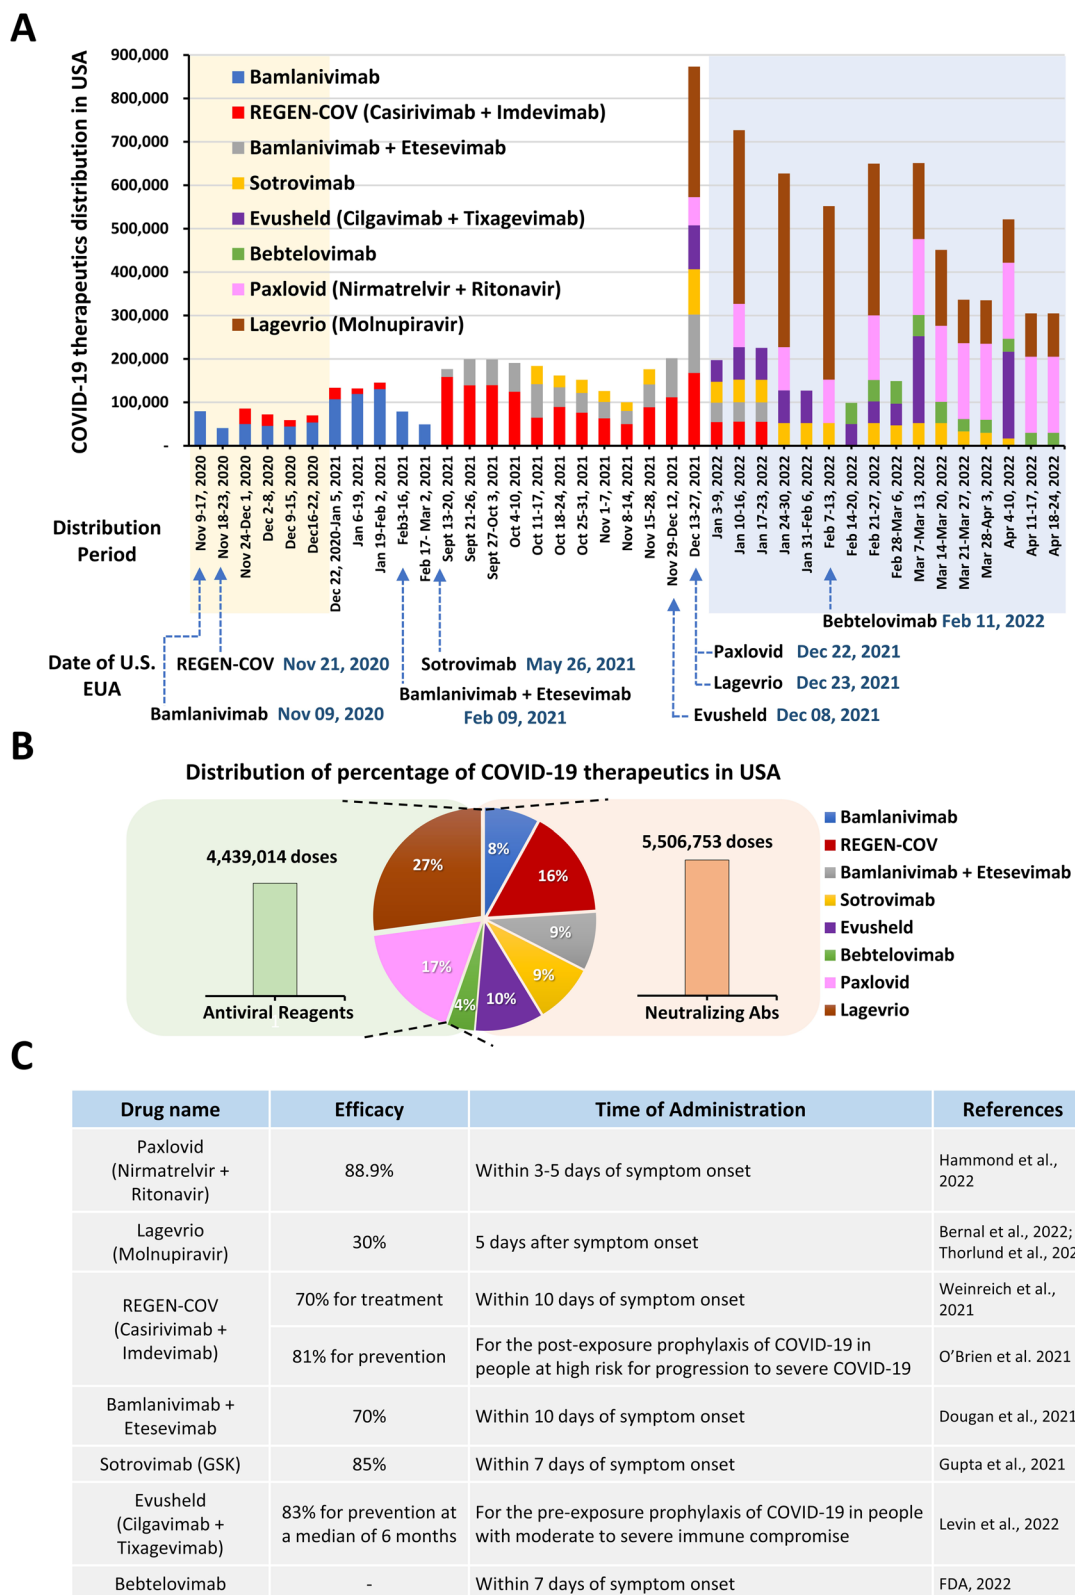 A
COVID-19 therapeutics distribution in USA
900,000
800,000
700,000
600,000
500,000
400,000
300,000
200,000
100,000
-
Bamlanivimab
REGEN-COV (Casirivimab + Imdevimab)
Bamlanivimab + Etesevimab
Sotrovimab
Evusheld (Cilgavimab + Tixagevimab)
Bebtelovimab
Paxlovid (Nirmatrelvir + Ritonavir)
Lagevrio (Molnupiravir)
Distribution
Period
Nov 9-17, 2020
Nov 18-23, 2020
Nov 24-Dec 1, 2020
Dec 2-8, 2020
Dec 9-15, 2020
Dec16-22, 2020
Dec 22, 2020-Jan 5, 2021
Jan 6-19, 2021
Jan 19-Feb 2, 2021
Feb3-16, 2021
Feb 17- Mar 2, 2021
Sept 13-20, 2021
Sept 21-26, 2021
Sept 27-Oct 3, 2021
Oct 4-10, 2021
Oct 11-17, 2021
Oct 18-24, 2021
Oct 25-31, 2021
Nov 1-7, 2021
Nov 8-14, 2021
Nov 15-28, 2021
Nov 29-Dec 12, 2021
Dec 13-27, 2021
Jan 3-9, 2022
Jan 10-16, 2022
Jan 17-23, 2022
Jan 24-30, 2022
Jan 31-Feb 6, 2022
Feb 7-13, 2022
Feb 14-20, 2022
Feb 21-27, 2022
Feb 28-Mar 6, 2022
Mar 7-Mar 13, 2022
Mar 14-Mar 20, 2022
Mar 21-Mar 27, 2022
Mar 28-Apr 3, 2022
Apr 4-10, 2022
Apr 11-17, 2022
Apr 18-24, 2022
Date of U.S.
EUA
Bebtelovimab Feb 11, 2022
Paxlovid Dec 22, 2021
REGEN-COV Nov 21, 2020
Sotrovimab May 26, 2021
Lagevrio Dec 23, 2021
Bamlanivimab + Etesevimab
Feb 09, 2021
Bamlanivimab Nov 09, 2020
Evusheld Dec 08, 2021
B
Distribution of percentage of COVID-19 therapeutics in USA
4,439,014 doses
Antiviral Reagents
1
8%
16%
9%
9%
10%
4%
17%
27%
5,506,753 doses
Neutralizing Abs
Bamlanivimab
REGEN-COV
Bamlanivimab + Etesevimab
Sotrovimab
Evusheld
Bebtelovimab
Paxlovid
Lagevrio
C
Drug name Efficacy Time of Administration References
Paxlovid
(Nirmatrelvir +
Ritonavir)
88.9%
Within 3-5 days of symptom onset
Hammond et al.,
2022
Lagevrio
(Molnupiravir)
30%
5 days after symptom onset
Bernal et al., 2022;
Thorlund et al., 202
REGEN-COV
(Casirivimab +
Imdevimab)
70% for treatment
Within 10 days of symptom onset
Weinreich et al.,
2021
81% for prevention
For the post-exposure prophylaxis of COVID-19 in
people at high risk for progression to severe COVID-19
O'Brien et al. 2021
Bamlanivimab +
Etesevimab
70%
Within 10 days of symptom onset
Dougan et al., 2021
Sotrovimab (GSK)
85%
Within 7 days of symptom onset
Gupta et al., 2021
Evusheld
(Cilgavimab +
Tixagevimab)
83% for prevention at
a median of 6 months
For the pre-exposure prophylaxis of COVID-19 in people
with moderate to severe immune compromise
Levin et al., 2022
Bebtelovimab
-
Within 7 days of symptom onset
FDA, 2022